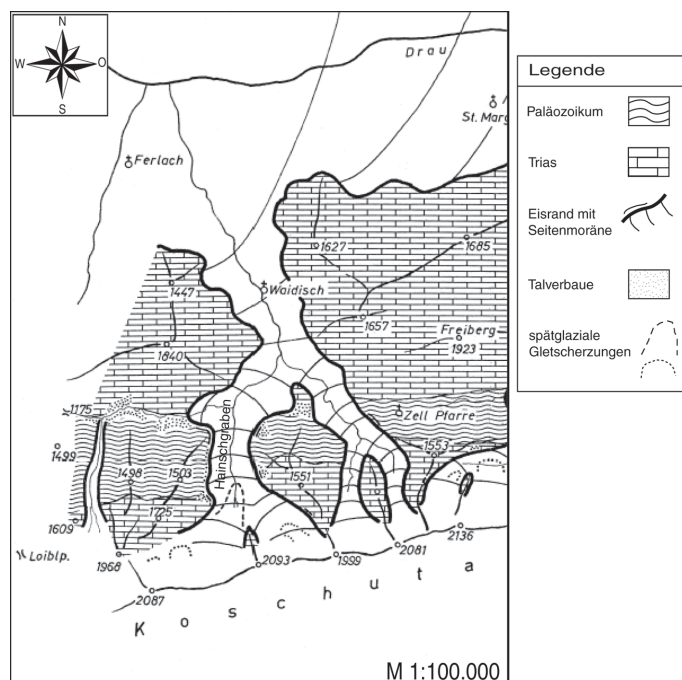 N
W
O
S
Drau
St. Marg
Ferlach
1627
1685
Waidisch
1447
1657
Freiberg
1923
1840
1175
Zell Pfarre
Hainschgraben
1499
1498
1503
1551
1553
1725
1609
Loiblp.
1968
2093
1999
2081
2136
2087
Koschuta
M 1:100.000
Legende
Paläozoikum
Trias
Eisrand mit
Seitenmoräne
Talverbaue
spätglaziale
Gletscherzungen